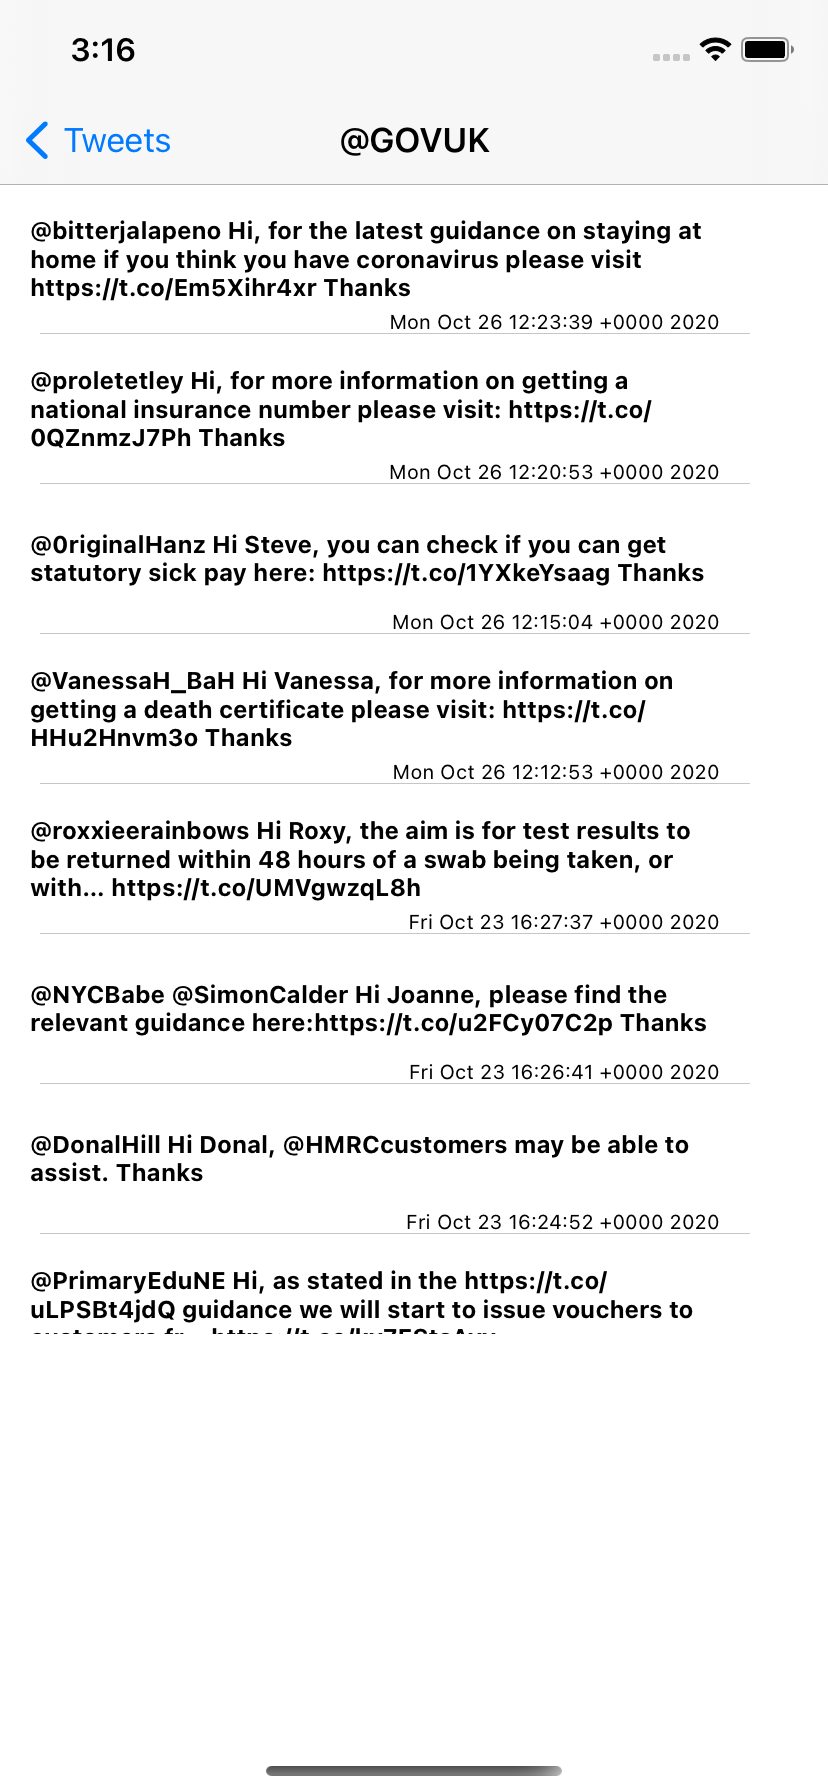 3:16
Tweets
@GOVUK
@bitterjalapeno Hi, for the latest guidance on staying at
home if you think you have coronavirus please visit
https://t.co/Em5Xihr4xr Thanks
Mon Oct 26 12:23:39 +0000 2020
@proletetley Hi, for more information on getting a
national insurance number please visit: https://t.co/
0QZnmzJ7Ph Thanks
Mon Oct 26 12:20:53 +0000 2020
@0riginalHanz Hi Steve, you can check if you can get
statutory sick pay here: https://t.co/1YXkeYsaag Thanks
Mon Oct 26 12:15:04 +0000 2020
@VanessaH_BaH Hi Vanessa, for more information on
getting a death certificate please visit: https://t.co/
HHu2Hnvm3o Thanks
Mon Oct 26 12:12:53 +0000 2020
@roxxieerainbows Hi Roxy, the aim is for test results to
be returned within 48 hours of a swab being taken, or
with... https://t.co/UMVgwzqL8h
Fri Oct 23 16:27:37 +0000 2020
@NYCBabe @SimonCalder Hi Joanne, please find the
relevant guidance here:https://t.co/u2FCy07C2p Thanks
Fri Oct 23 16:26:41 +0000 2020
@DonalHill Hi Donal, @HMRCcustomers may be able to
assist. Thanks
Fri Oct 23 16:24:52 +0000 2020
@PrimaryEduNE Hi, as stated in the https://t.co/
uLPSBt4jdQ guidance we will start to issue vouchers to
customers